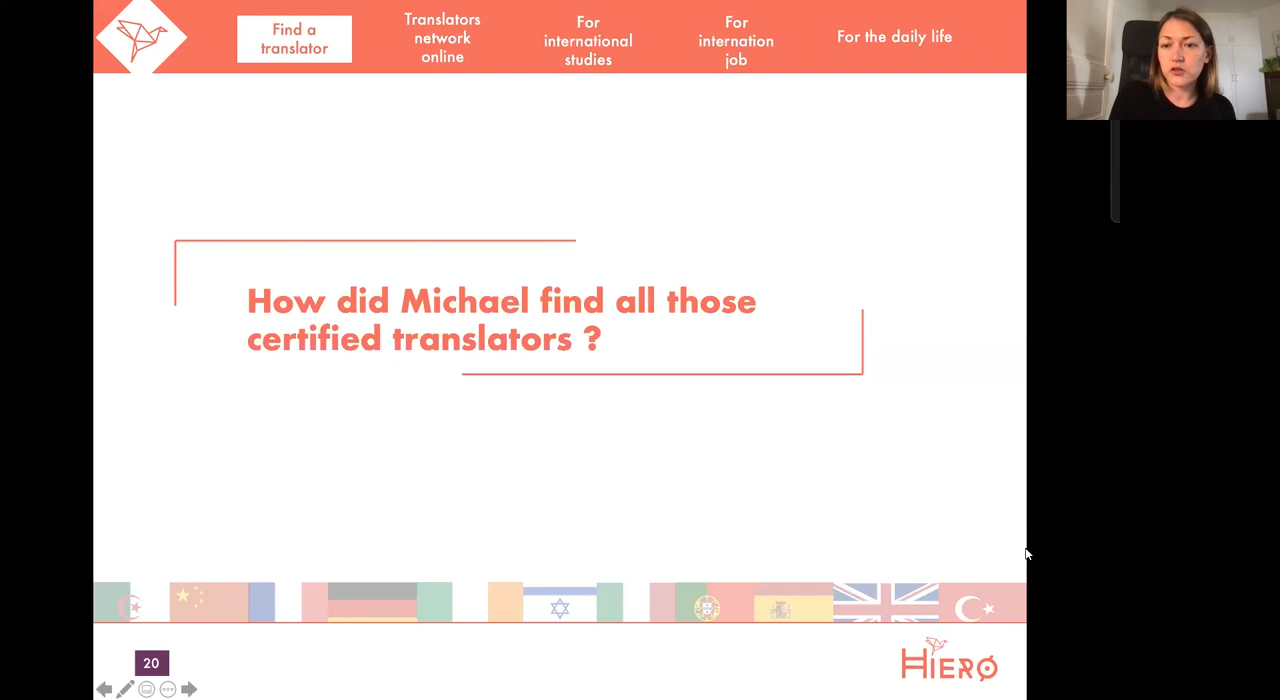 Find a
translator
Translators
network
online
For
international
studies
For
internation
job
For the daily life
How did Michael find all those
certified translators ?
20
HIERO